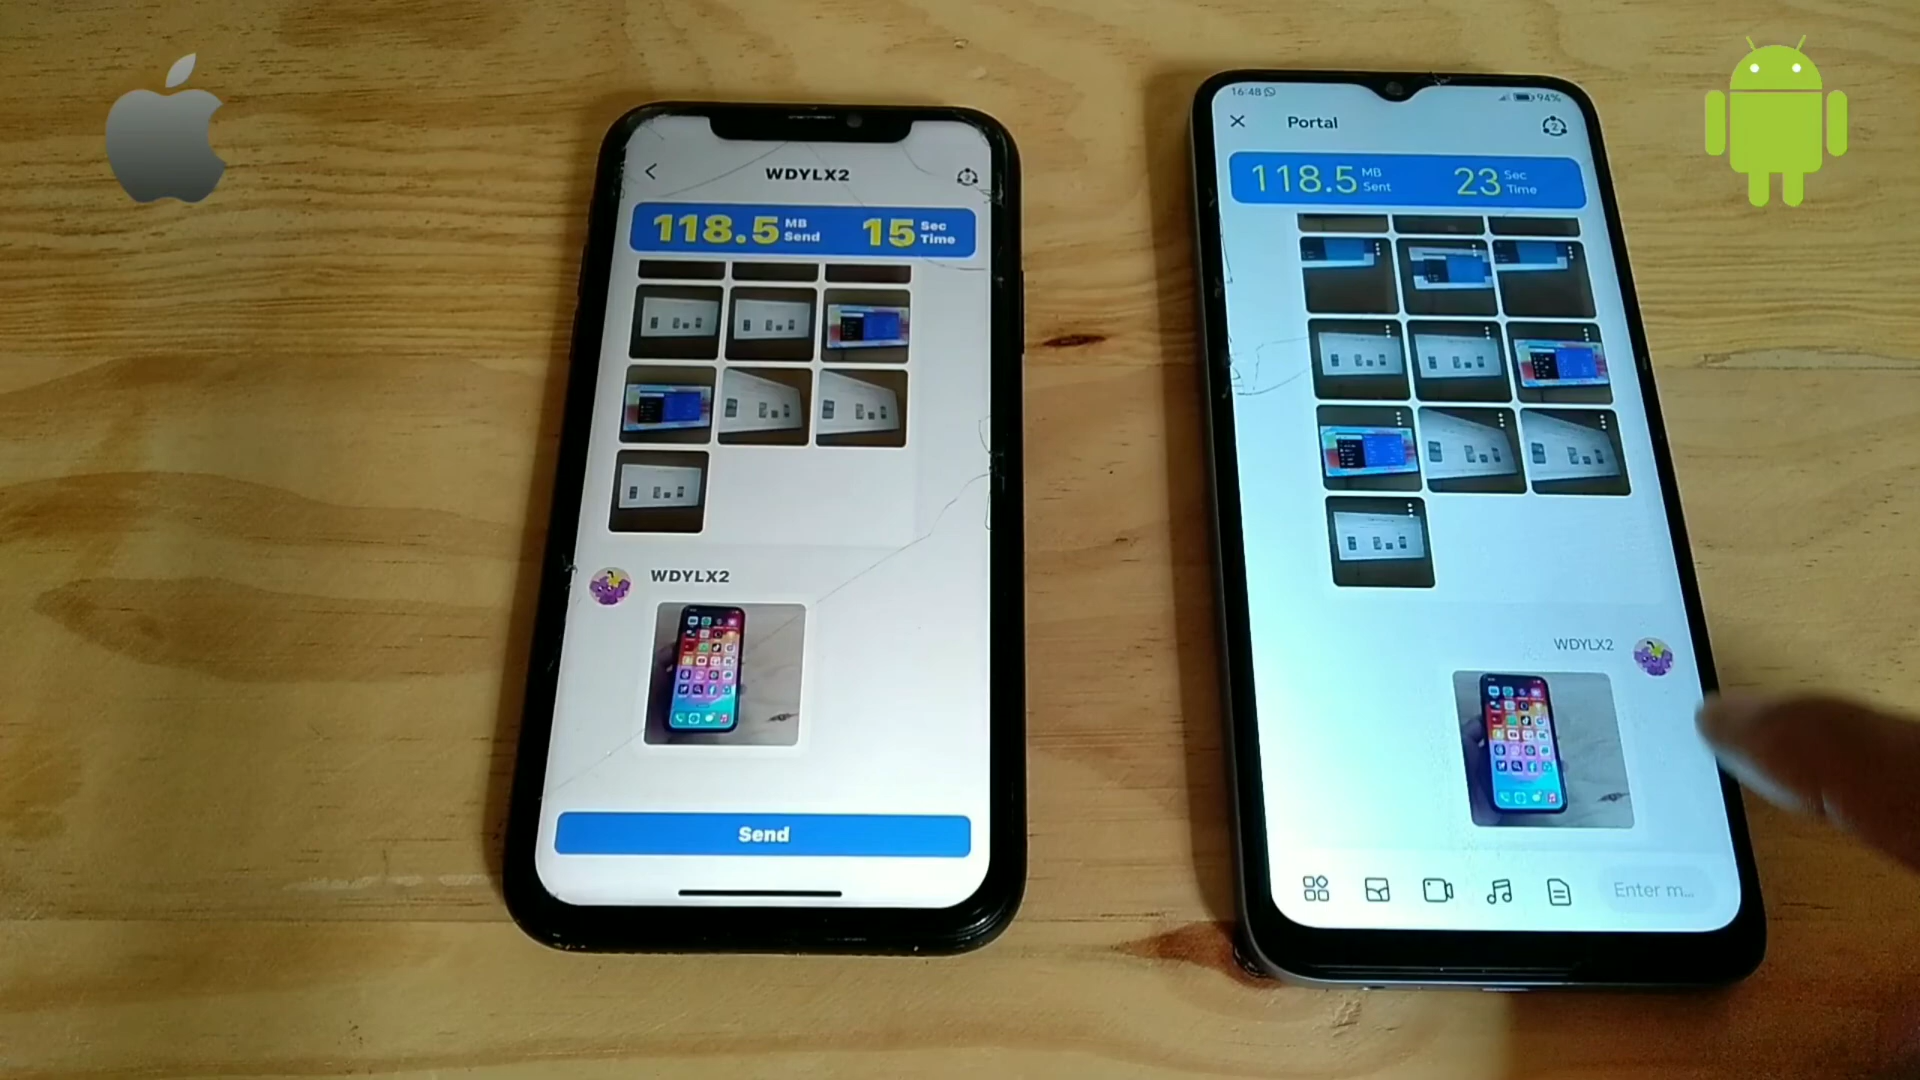 WDYLX2
118.5 MB Send 15 Sec Time
WDYLX2
Send
16:48 94%
Portal
118.5 MB Sent 23 Sec Time
WDYLX2
Enter m...